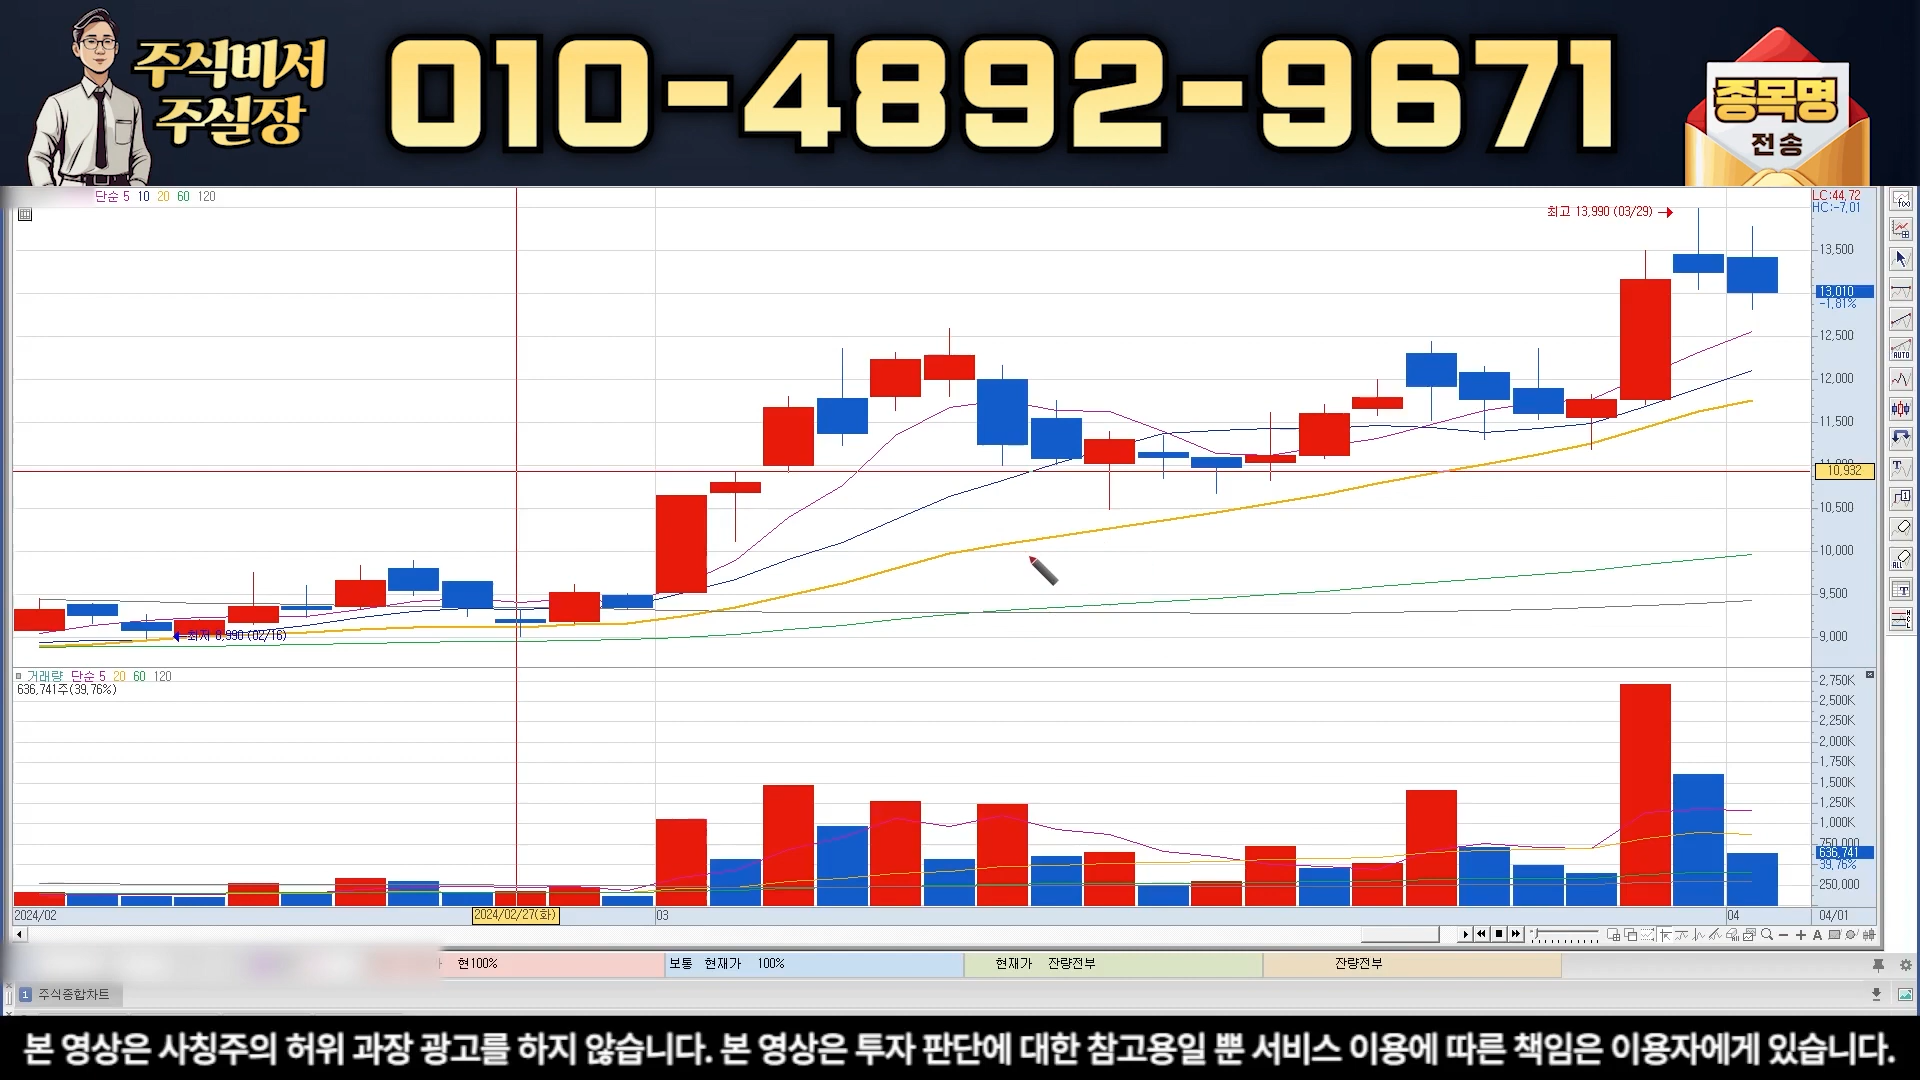 주식비서
주실장
010-4892-9671
종목명
전송
단순 5 10 20 60 120
LC:44,72
HC:-7,01
최고 13,990 (03/29)
13,500
13,010
-1,81%
12,500
12,000
11,500
11,000
10,932
10,500
10,000
9,500
9,000
최저 8,990 (02/16)
거래량 단순 5 20 60 120
636,741주(39,76%)
2,750K
2,500K
2,250K
2,000K
1,750K
1,500K
1,250K
1,000K
750,000
636,741
39,76%
250,000
2024/02
2024/02/27(화)
03
04
04/01
현100%
보통 현재가 100%
현재가 잔량전부
잔량전부
1 주식종합차트
본 영상은 사칭주의 허위 과장 광고를 하지 않습니다. 본 영상은 투자 판단에 대한 참고용일 뿐 서비스 이용에 따른 책임은 이용자에게 있습니다.